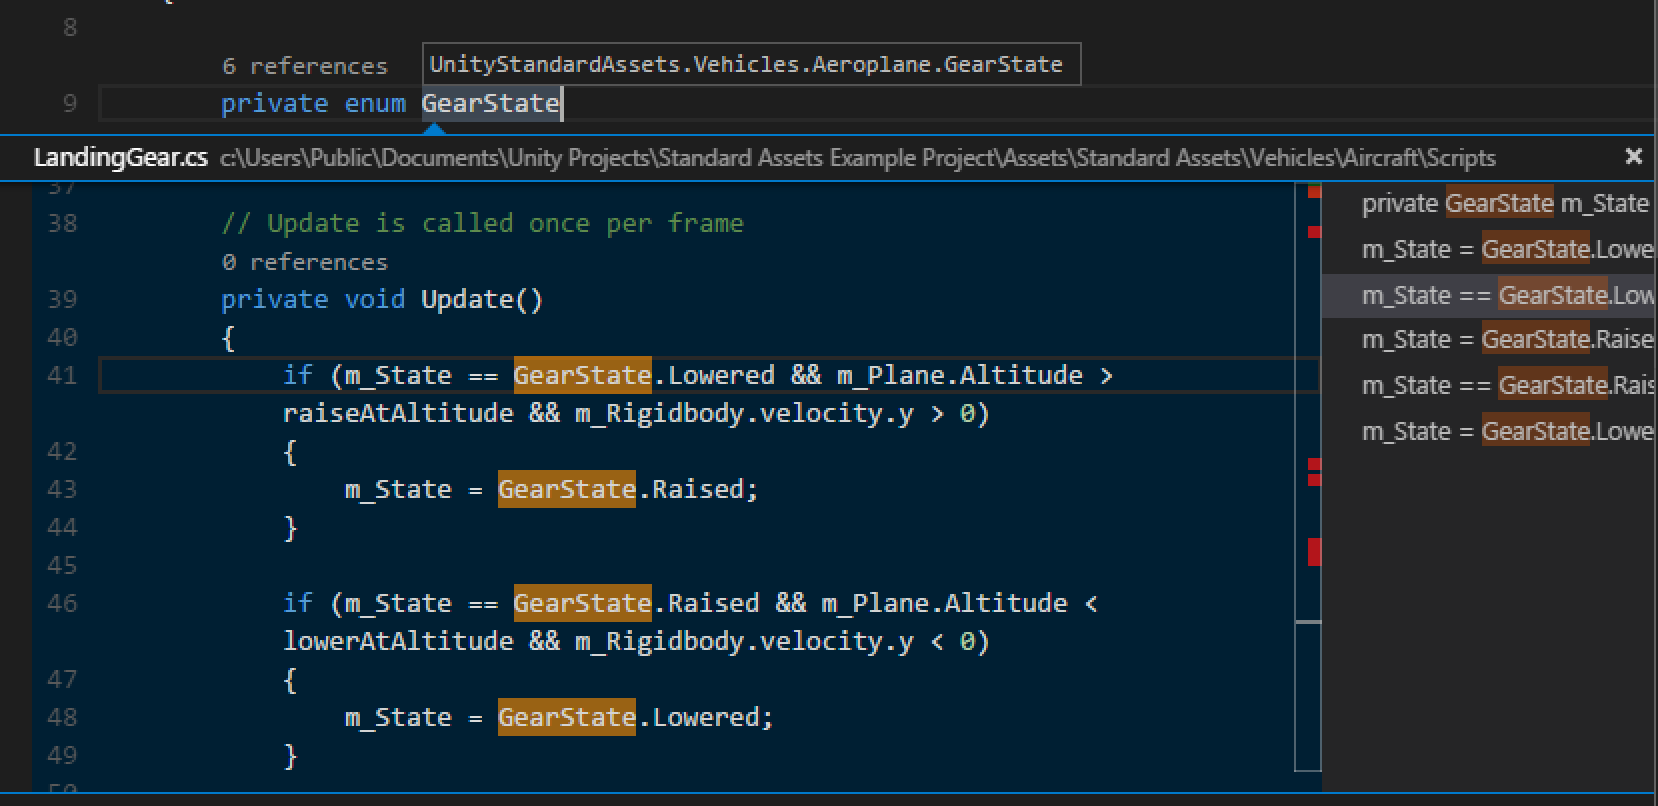 8
6 references
UnityStandardAssets.Vehicles.Aeroplane.GearState
9 private enum GearState
LandingGear.cs c:\Users\Public\Documents\Unity Projects\Standard Assets Example Project\Assets\Standard Assets\Vehicles\Aircraft\Scripts ×
37
38 // Update is called once per frame
0 references
39 private void Update()
40 {
41 if (m_State == GearState.Lowered && m_Plane.Altitude >
raiseAtAltitude && m_Rigidbody.velocity.y > 0)
42 {
43 m_State = GearState.Raised;
44 }
45
46 if (m_State == GearState.Raised && m_Plane.Altitude <
lowerAtAltitude && m_Rigidbody.velocity.y < 0)
47 {
48 m_State = GearState.Lowered;
49 }
50
private GearState m_State
m_State = GearState.Lowe
m_State == GearState.Low
m_State = GearState.Raise
m_State == GearState.Rais
m_State = GearState.Lowe